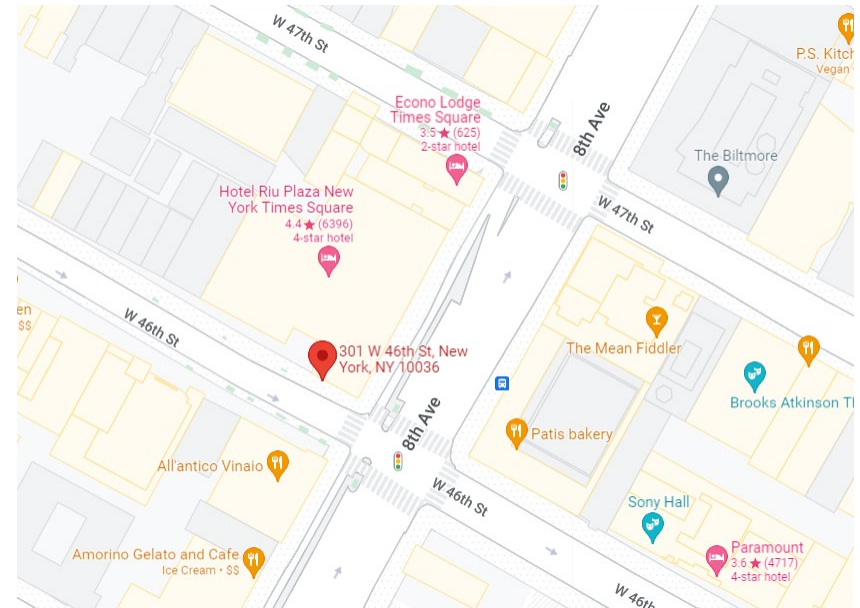 W 47th St
P.S. Kitch
Vegan
Econo Lodge
Times Square
3.5★ (625)
2-star hotel
8th Ave
The Biltmore
Hotel Riu Plaza New
York Times Square
4.4★ (6396)
4-star hotel
W 47th St
en
$$
W 46th St
301 W 46th St, New
York, NY 10036
The Mean Fiddler
Brooks Atkinson T
8th Ave
Patis bakery
All'antico Vinaio
W 46th St
Sony Hall
Amorino Gelato and Cafe
Ice Cream • $$
Paramount
3.6★ (4717)
4-star hotel
W 46th